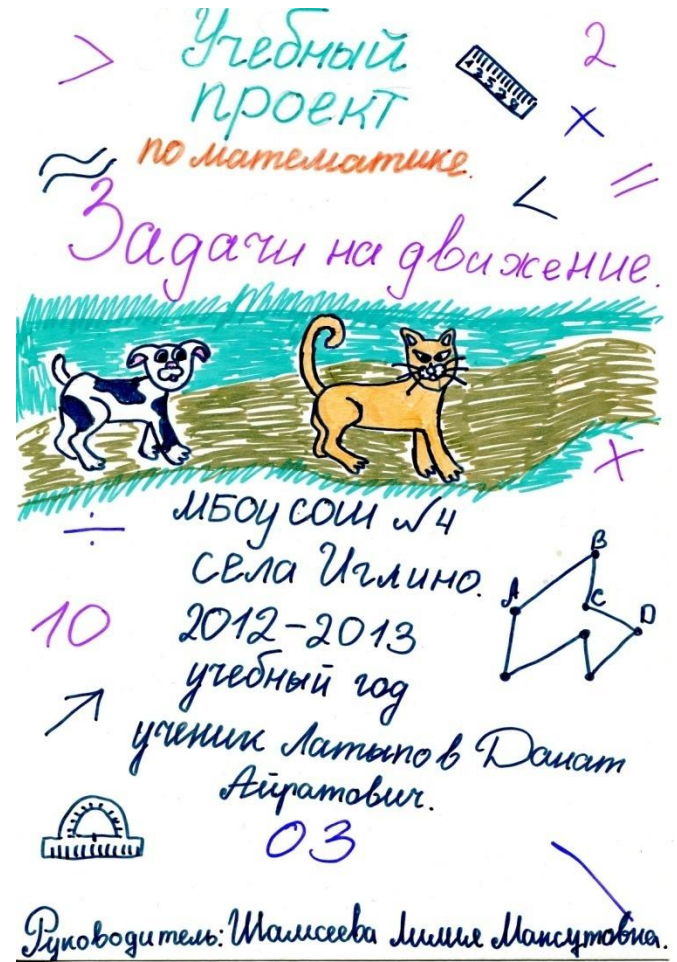 Учебный
проект
по математике.
Задачи на движение.
> 2 × ≈ < =
+
МБОУ СОШ №4
села Иглино.
÷
A B C D
10
2012-2013
учебный год
ученик Латыпов Данат
Айратович.
03
Руководитель: Шамсеева Лилия Максутовна.